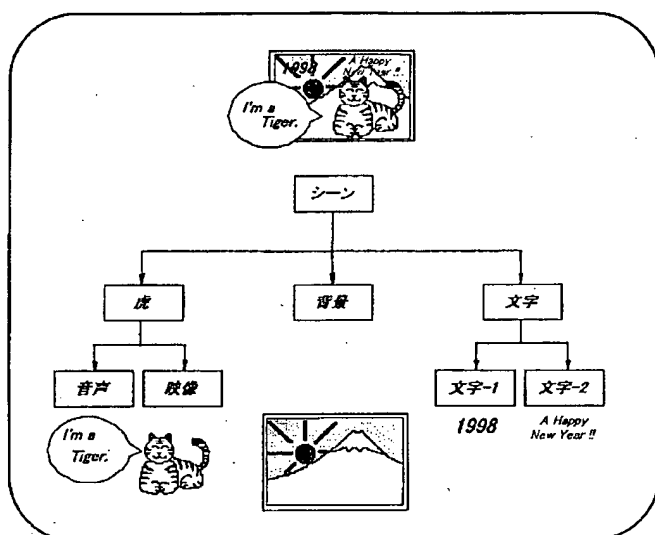 1998
A Happy
New Year !!
I'm a
Tiger.
シーン
虎
背景
文字
音声
映像
文字-1
文字-2
I'm a
Tiger.
1998
A Happy
New Year !!